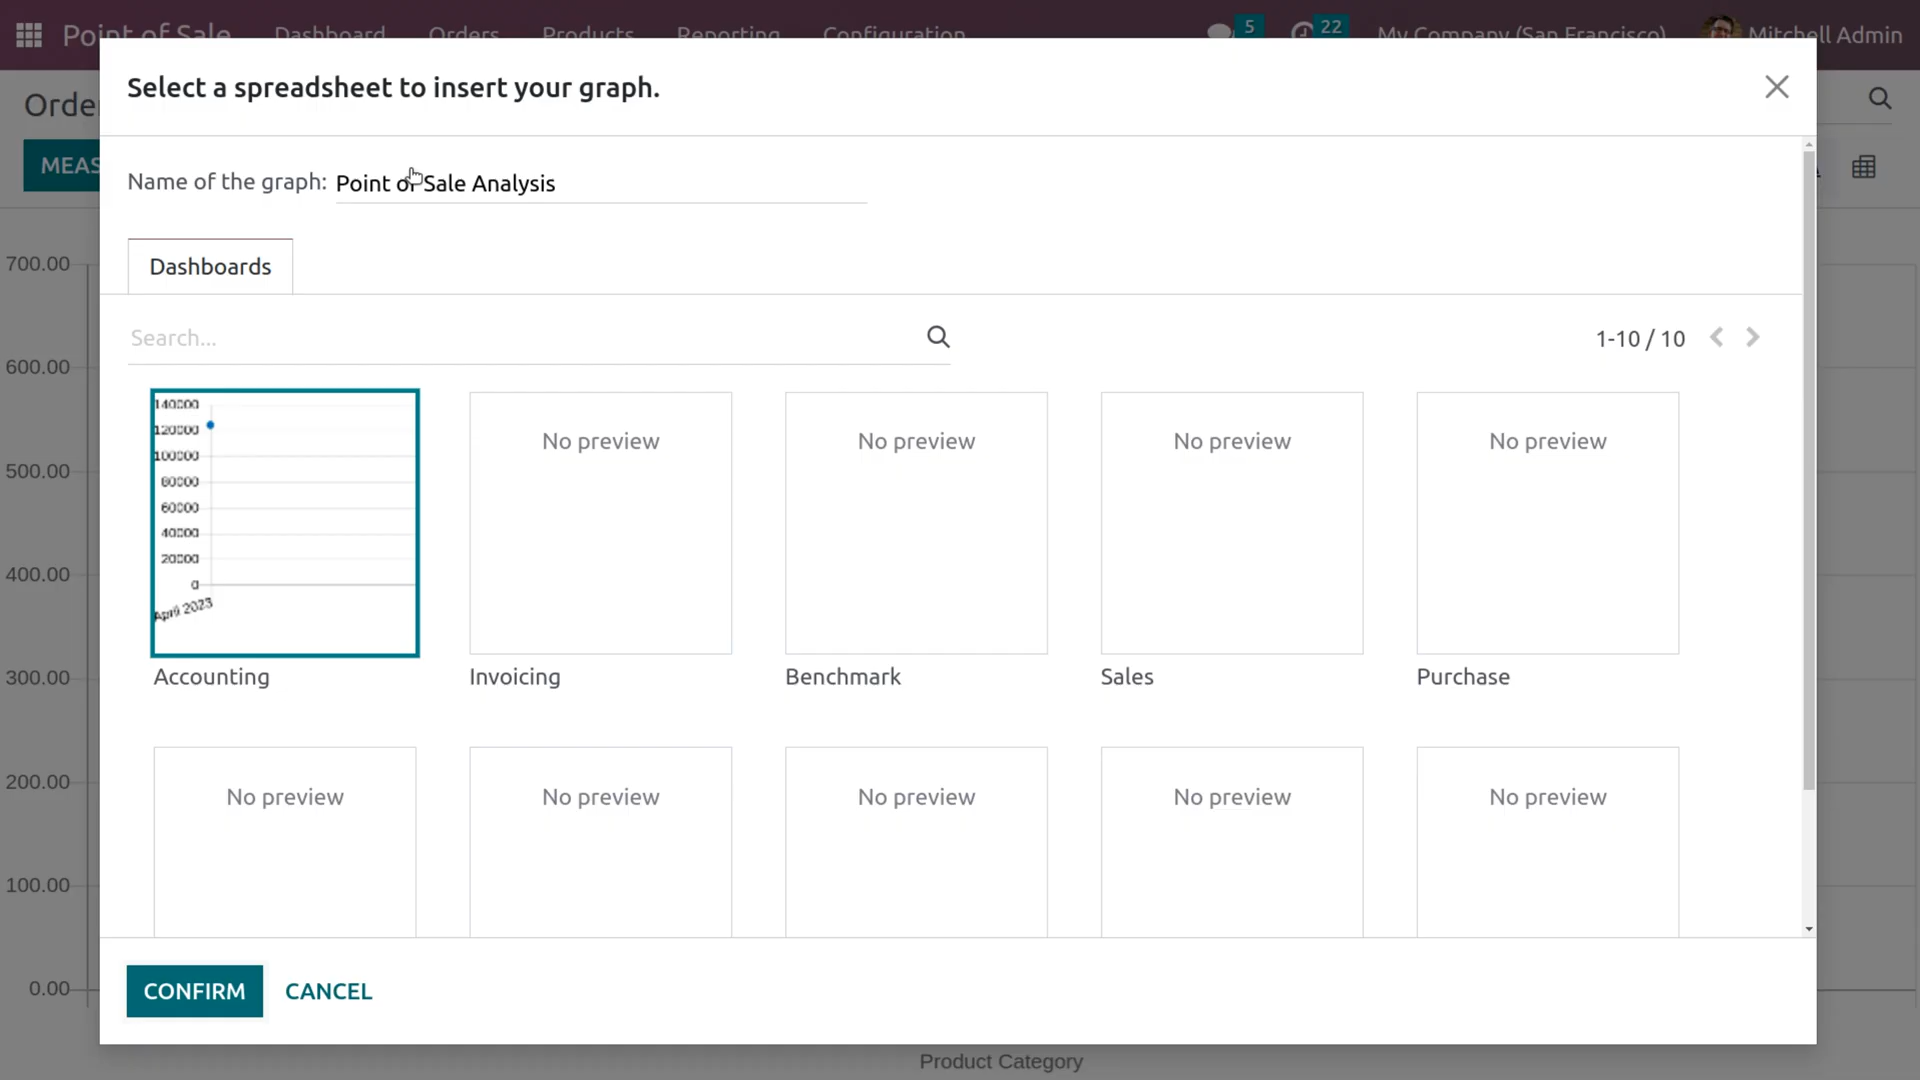 Point of Sale Dashboard Orders Products Reporting Configuration 5 22 My Company (San Francisco) Mitchell Admin
Select a spreadsheet to insert your graph.
Orde
MEAS
Name of the graph: Point of Sale Analysis
Dashboards
Search...
1-10 / 10
700.00
600.00
500.00
400.00
300.00
200.00
100.00
0.00
140000
120000
100000
80000
60000
40000
20000
0
April 2023
No preview No preview No preview No preview
Accounting Invoicing Benchmark Sales Purchase
No preview No preview No preview No preview No preview
CONFIRM CANCEL
Product Category